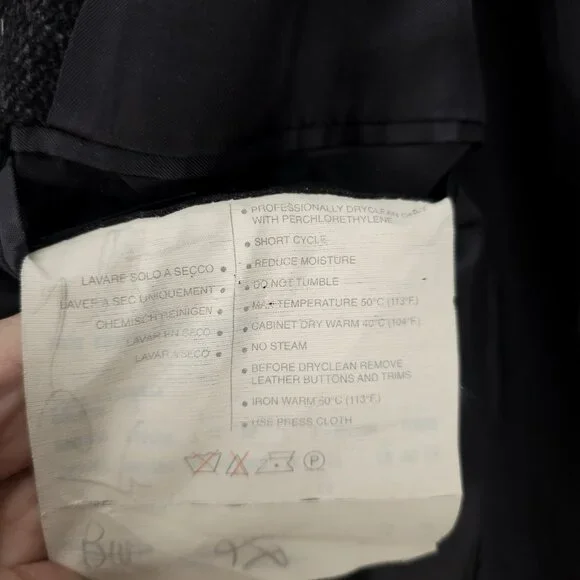 LAVARE SOLO A SECCO
LAVER A SEC UNIQUEMENT
CHEMISCH REINIGEN
LAVAR EN SECO
LAVAR A SECO
PROFESSIONALLY DRYCLEAN ONLY
WITH PERCHLORETHYLENE
SHORT CYCLE
REDUCE MOISTURE
DO NOT TUMBLE
MAX TEMPERATURE 50°C (113°F.)
CABINET DRY WARM 40°C (104°F.)
NO STEAM
BEFORE DRYCLEAN REMOVE
LEATHER BUTTONS AND TRIMS
IRON WARM 50°C (113°F.)
USE PRESS CLOTH
P